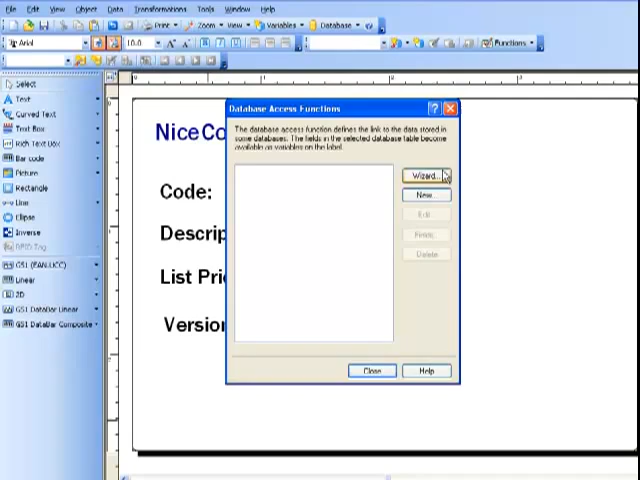 File Edit View Object Data Transformations Tools Window Help
Print Zoom View Variables Database
Arial 10.0 Functions
Select
Text
Curved Text
Text Box
Rich Text Box
Bar code
Picture
Rectangle
Line
Ellipse
Inverse
RFID Tag
GS1 (EAN.UCC)
Linear
2D
GS1 DataBar Linear
GS1 DataBar Composite
NiceCo
Code:
Descrip
List Pri
Version
Database Access Functions
The database access function defines the link to the data stored in
some databases. The fields in the selected database table become
available as variables on the label.
Wizard...
New...
Edit...
Fields...
Delete
Close Help